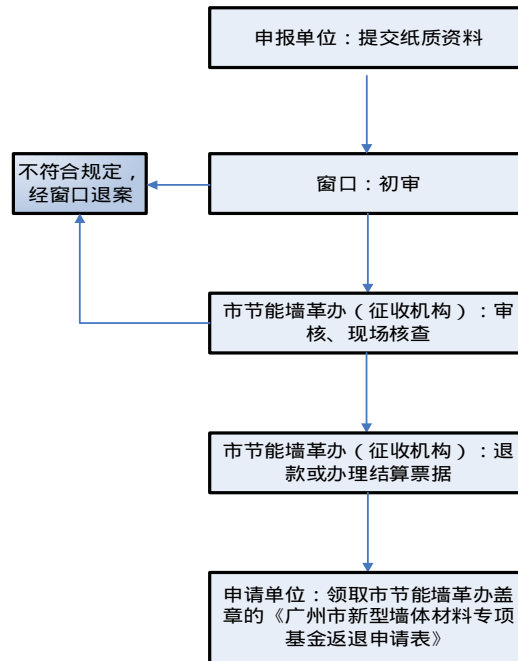 申报单位：提交纸质资料
不符合规定，
经窗口退案
窗口：初审
市节能墙革办（征收机构）：审
核、现场核查
市节能墙革办（征收机构）：退
款或办理结算票据
申请单位：领取市节能墙革办盖
章的《广州市新型墙体材料专项
基金返退申请表》